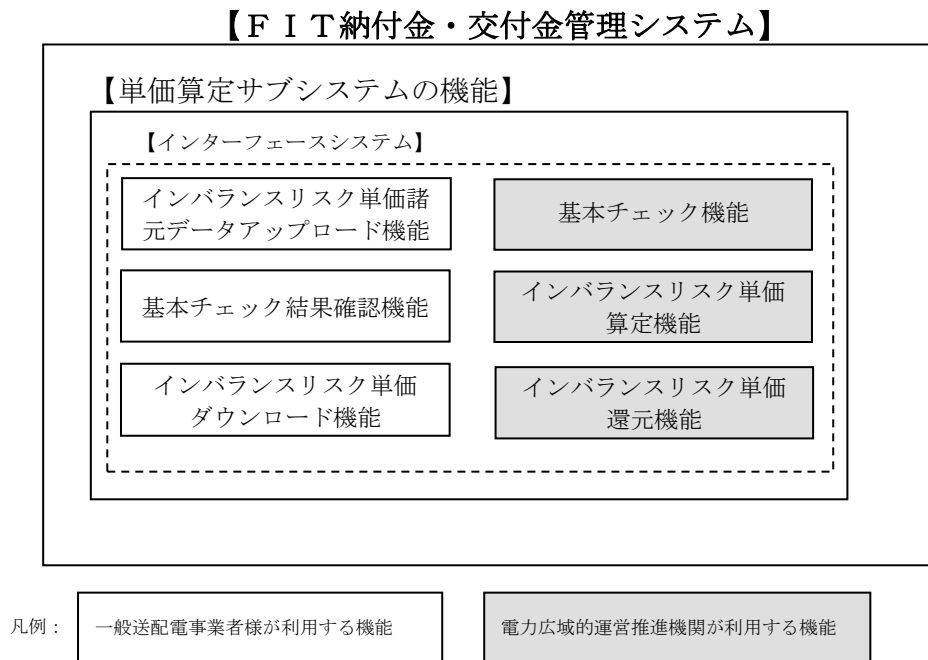 【ＦＩＴ納付金・交付金管理システム】
【単価算定サブシステムの機能】
【インターフェースシステム】
インバランスリスク単価諸
元データアップロード機能
基本チェック機能
基本チェック結果確認機能
インバランスリスク単価
算定機能
インバランスリスク単価
ダウンロード機能
インバランスリスク単価
還元機能
凡例：
一般送配電事業者様が利用する機能
電力広域的運営推進機関が利用する機能